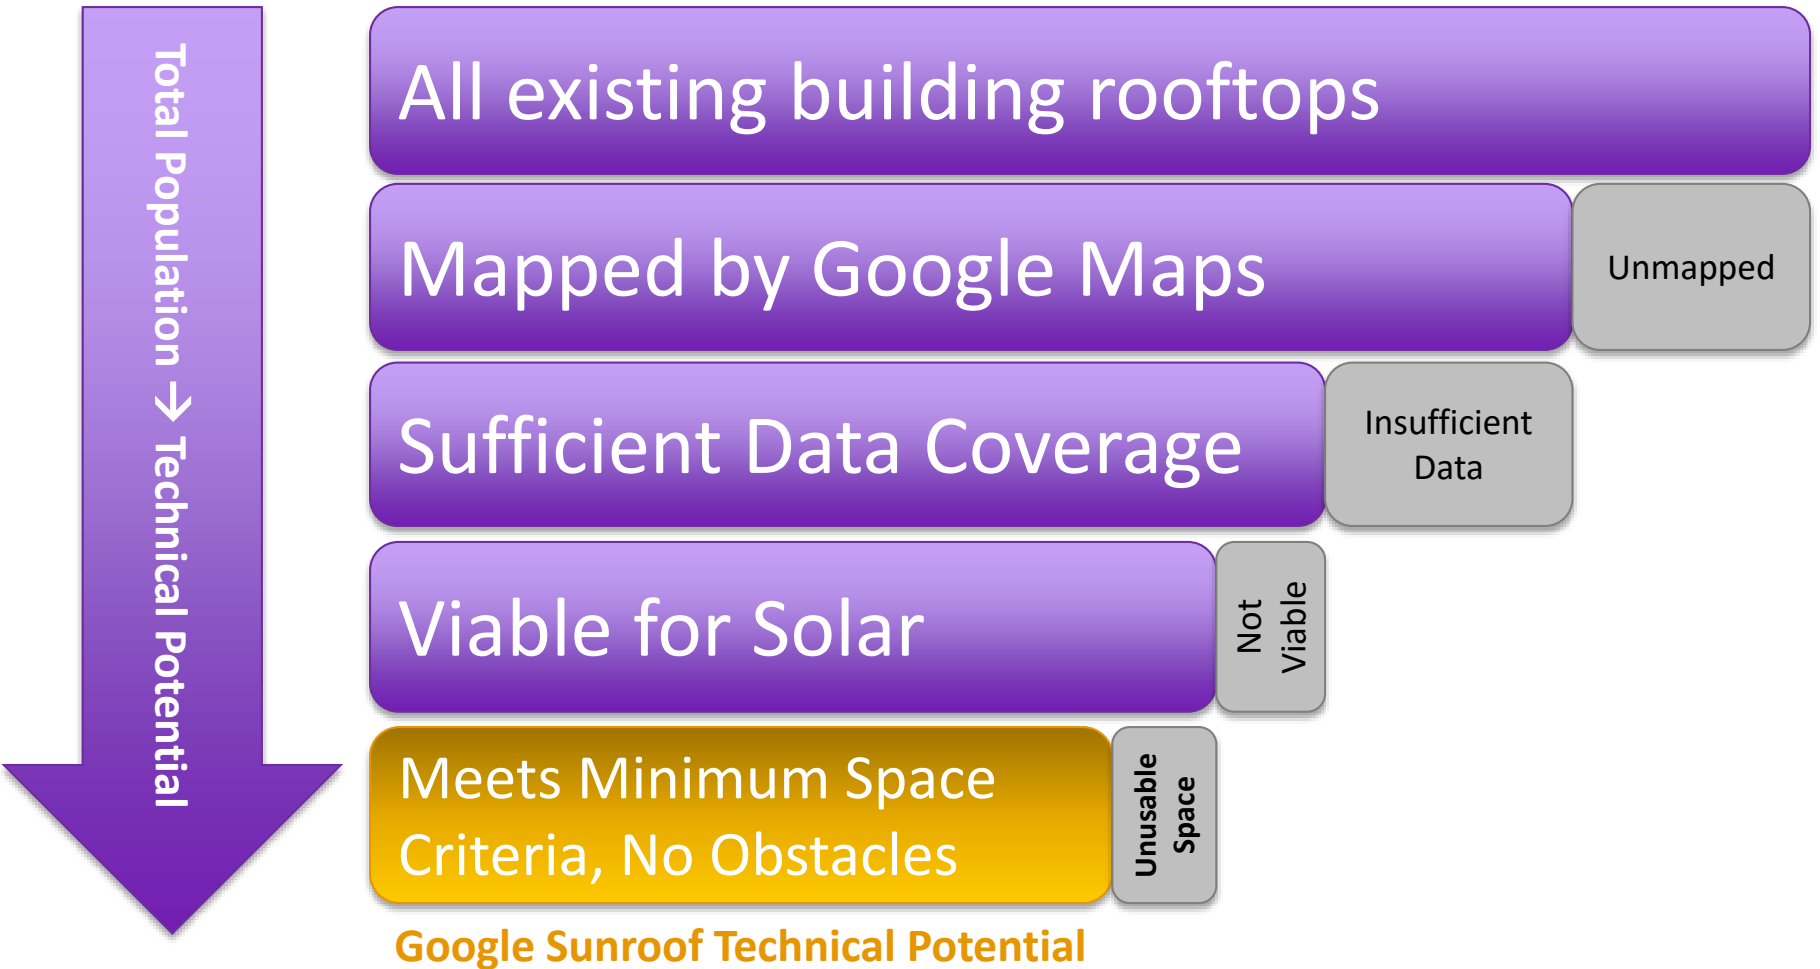 Total Population → Technical Potential
All existing building rooftops
Mapped by Google Maps
Unmapped
Sufficient Data Coverage
Insufficient
Data
Viable for Solar
Not
Viable
Meets Minimum Space
Criteria, No Obstacles
Unusable
Space
Google Sunroof Technical Potential